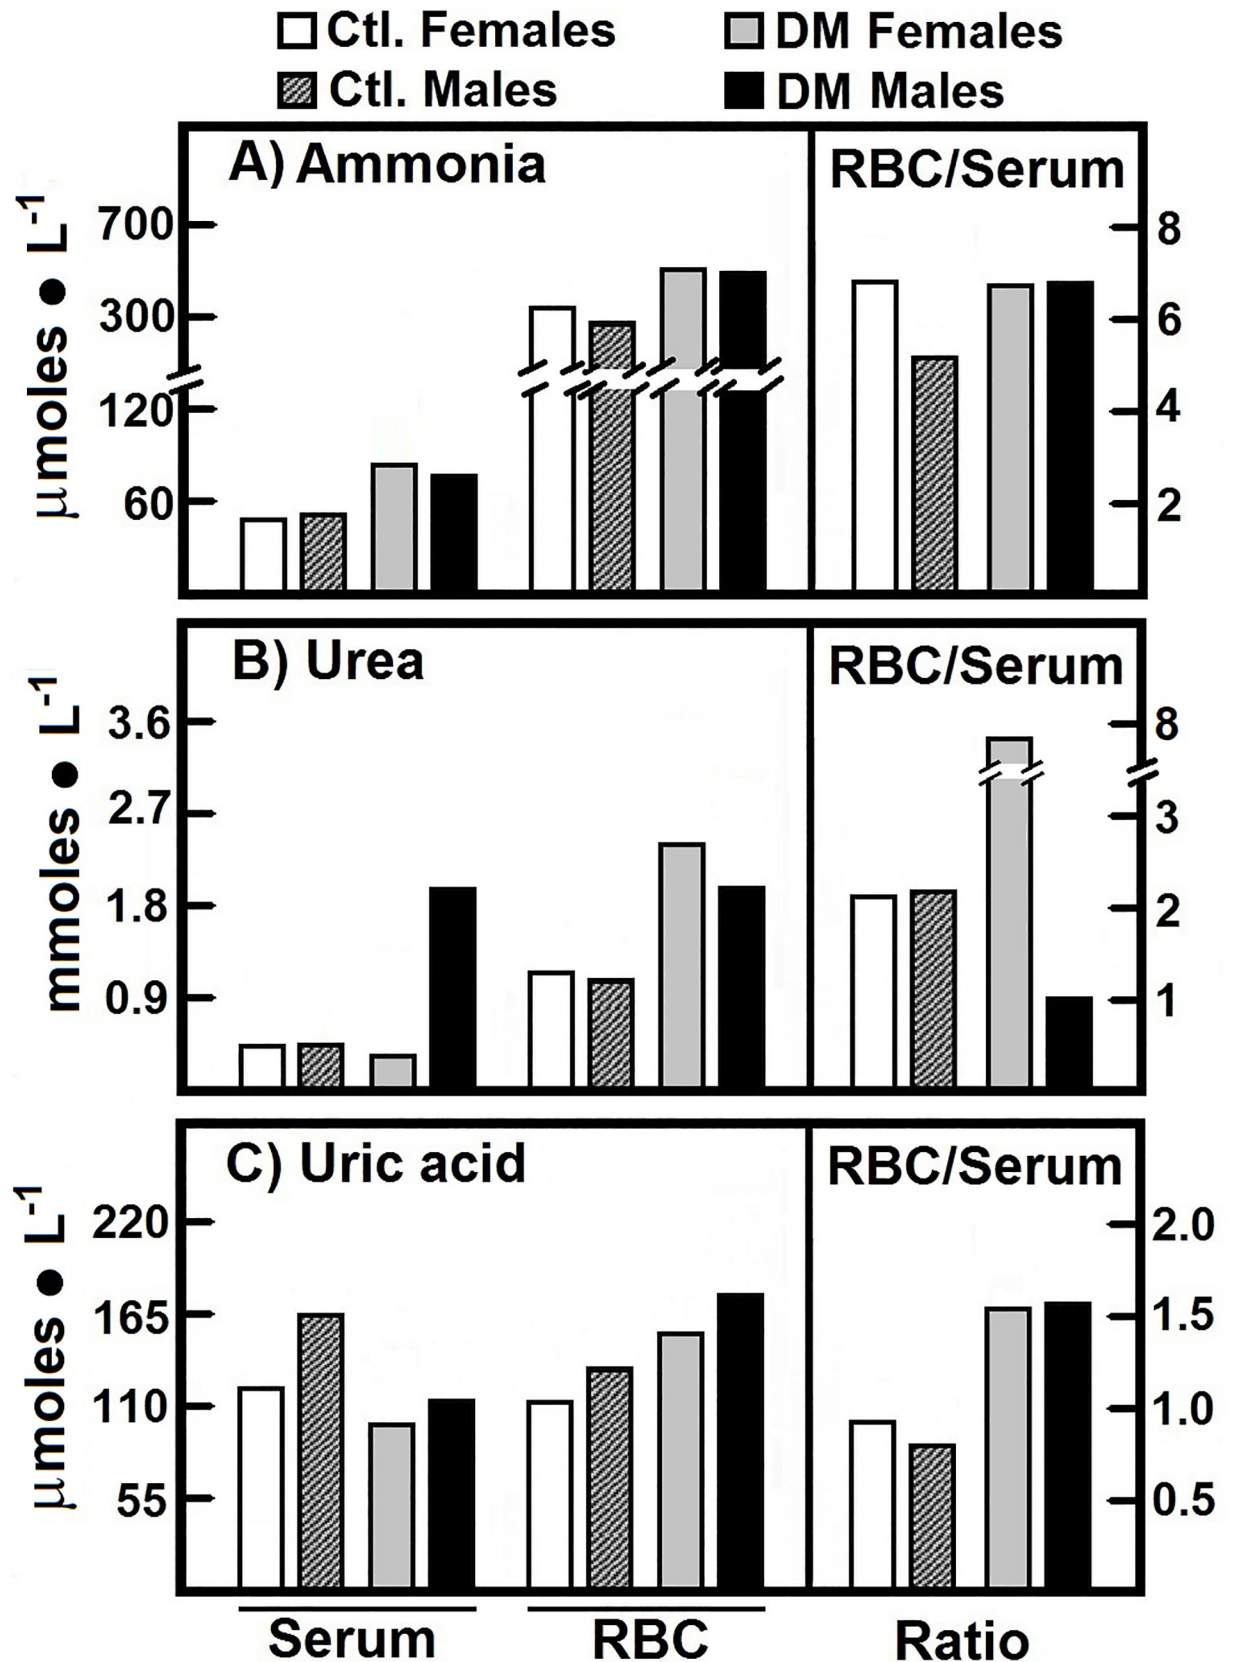 Ctl. Females DM Females
Ctl. Males DM Males
A) Ammonia RBC/Serum
μmoles ● L⁻¹
700 8
300 6
120 4
60 2
B) Urea RBC/Serum
mmoles ● L⁻¹
3.6 8
2.7 3
1.8 2
0.9 1
C) Uric acid RBC/Serum
μmoles ● L⁻¹
220 2.0
165 1.5
110 1.0
55 0.5
Serum RBC Ratio